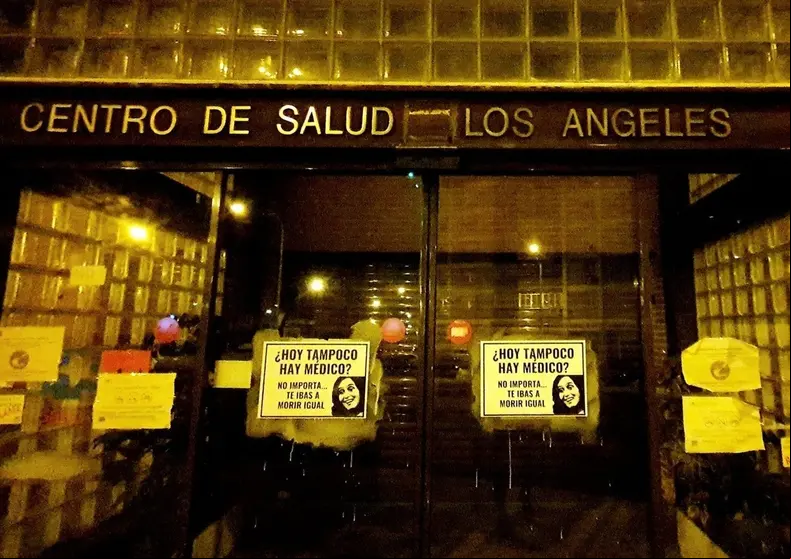 CENTRO DE SALUD LOS ANGELES
¿HOY TAMPOCO
HAY MÉDICO?
NO IMPORTA...
TE IBAS A
MORIR IGUAL
¿HOY TAMPOCO
HAY MÉDICO?
NO IMPORTA...
TE IBAS A
MORIR IGUAL